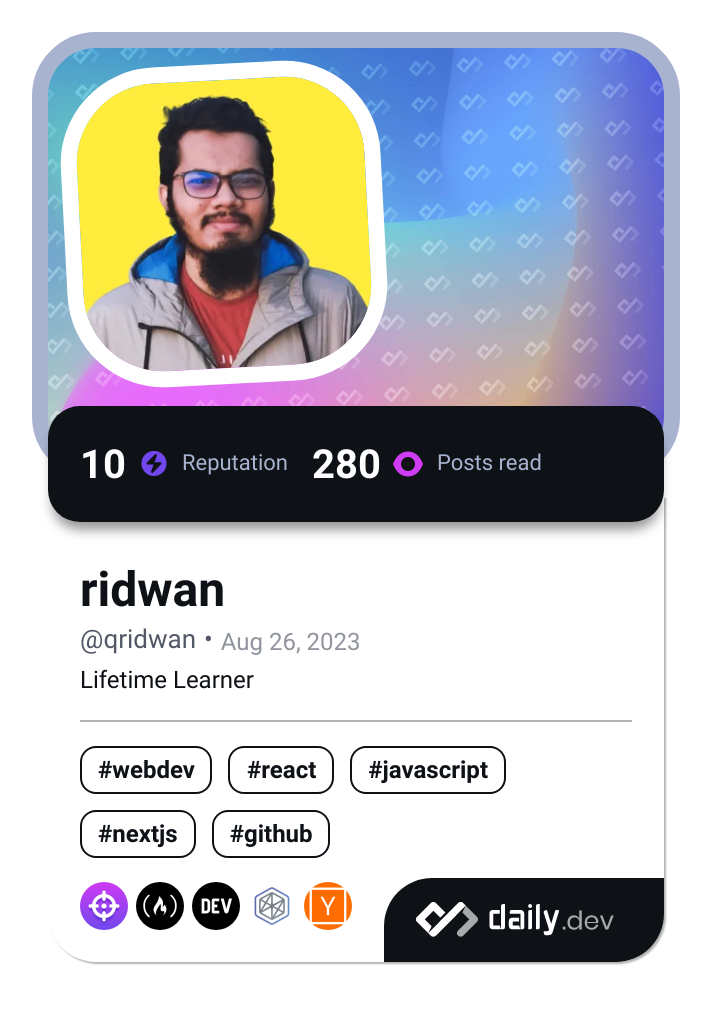 10 Reputation 280 Posts read
ridwan
@qridwan • Aug 26, 2023
Lifetime Learner
#webdev #react #javascript
#nextjs #github
DEV Y daily.dev